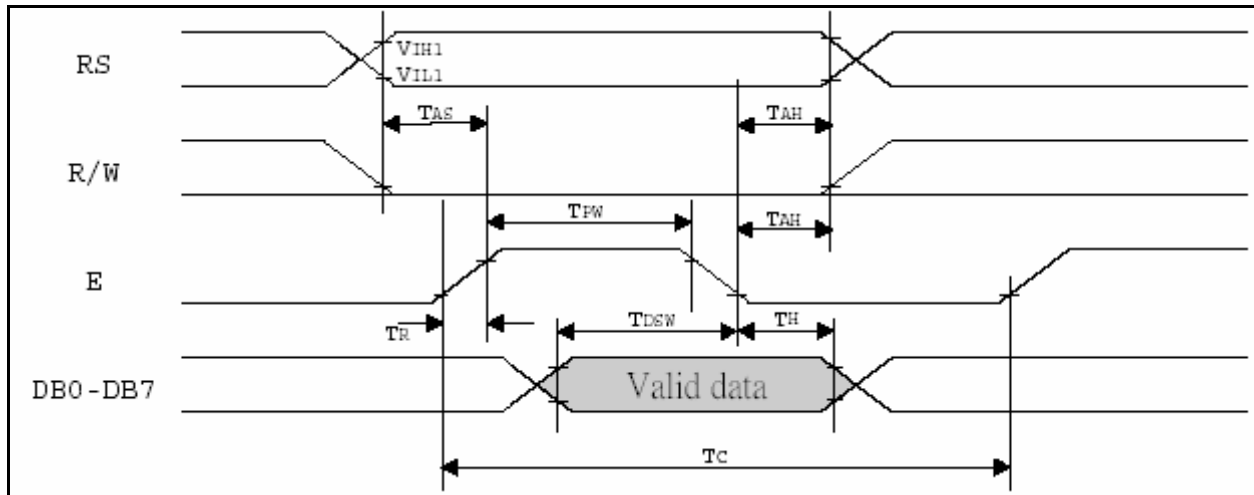 RS
VIH1
VIL1
TAS
TAH
R/W
TPW
TAH
E
TR
TDSW
TH
DB0-DB7
Valid data
TC